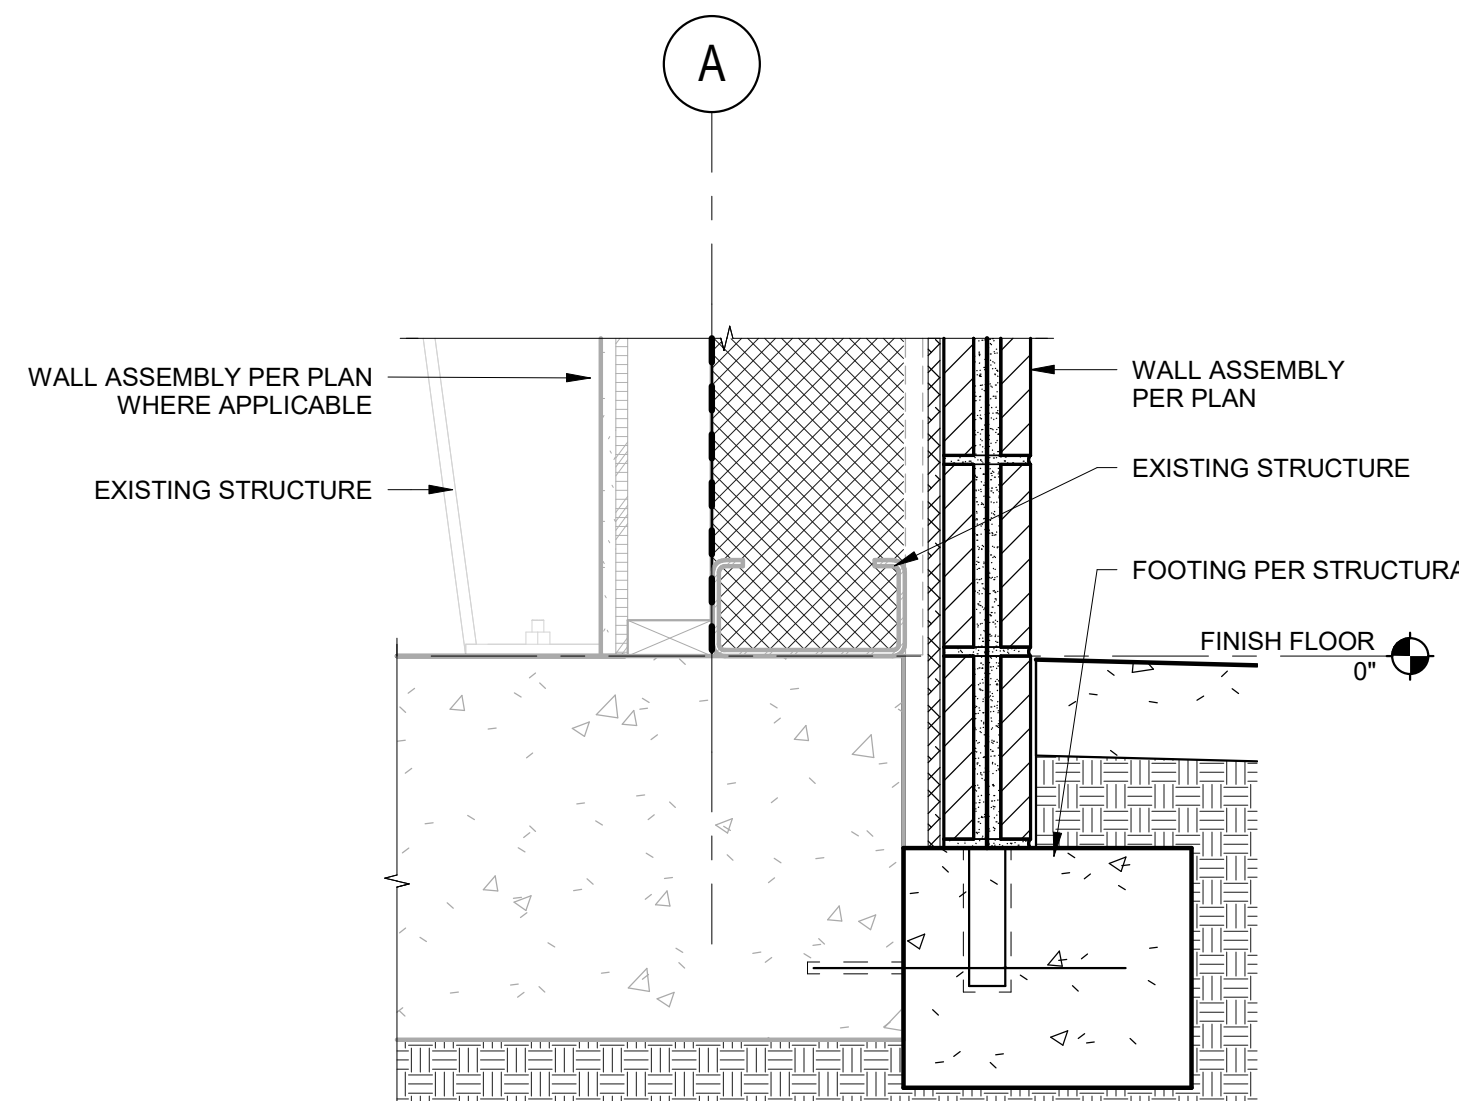 A
WALL ASSEMBLY PER PLAN
WHERE APPLICABLE
EXISTING STRUCTURE
WALL ASSEMBLY
PER PLAN
EXISTING STRUCTURE
FOOTING PER STRUCTURA
FINISH FLOOR
0"